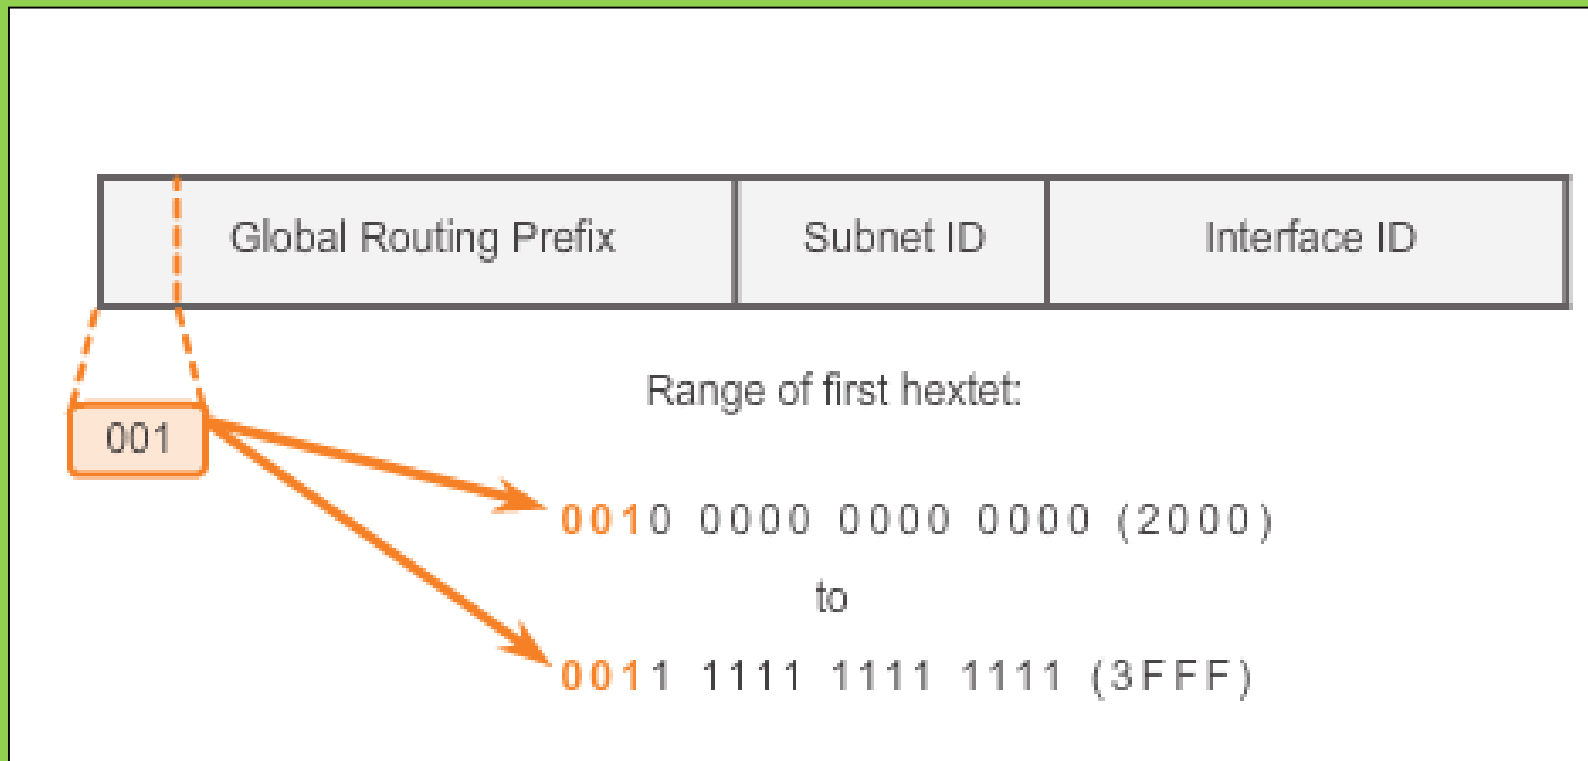 Global Routing Prefix Subnet ID Interface ID
Range of first hextet:
001
0010 0000 0000 0000 (2000)
to
0011 1111 1111 1111 (3FFF)